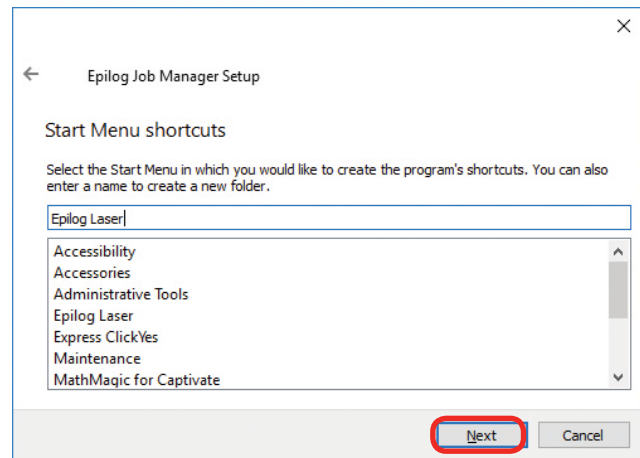 Epilog Job Manager Setup
Start Menu shortcuts
Select the Start Menu in which you would like to create the program's shortcuts. You can also
enter a name to create a new folder.
Epilog Laser
Accessibility
Accessories
Administrative Tools
Epilog Laser
Express ClickYes
Maintenance
MathMagic for Captivate
Next
Cancel